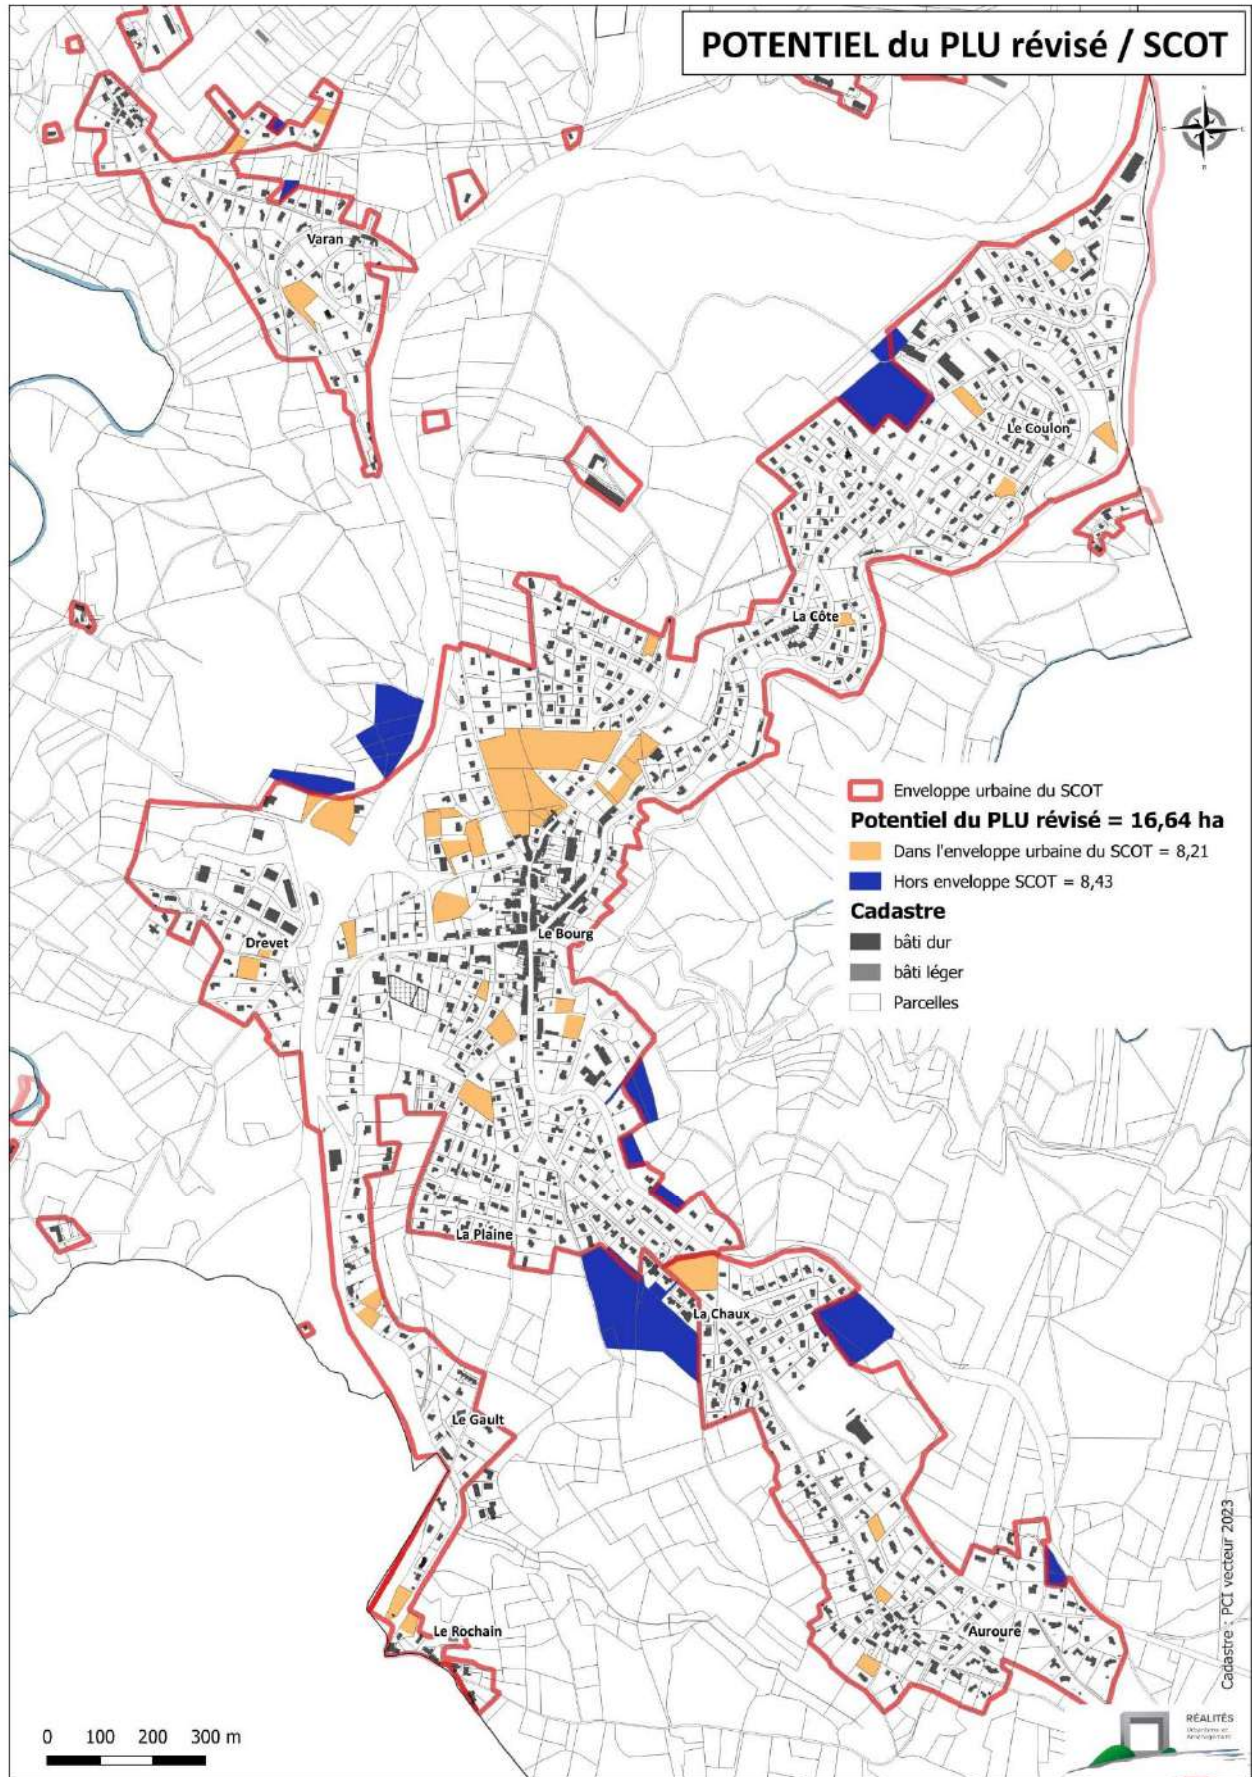 POTENTIEL du PLU révisé / SCOT
Varan
Le Coulon
La Côte
Enveloppe urbaine du SCOT
Potentiel du PLU révisé = 16,64 ha
Dans l'enveloppe urbaine du SCOT = 8,21
Hors enveloppe SCOT = 8,43
Cadastre
bâti dur
bâti léger
Parcelles
Le Bourg
Drevet
La Plaine
La Chaux
Le Gault
Le Rochain
Auroure
Cadastre : PCI vecteur 2023
0 100 200 300 m
RÉALITÉS